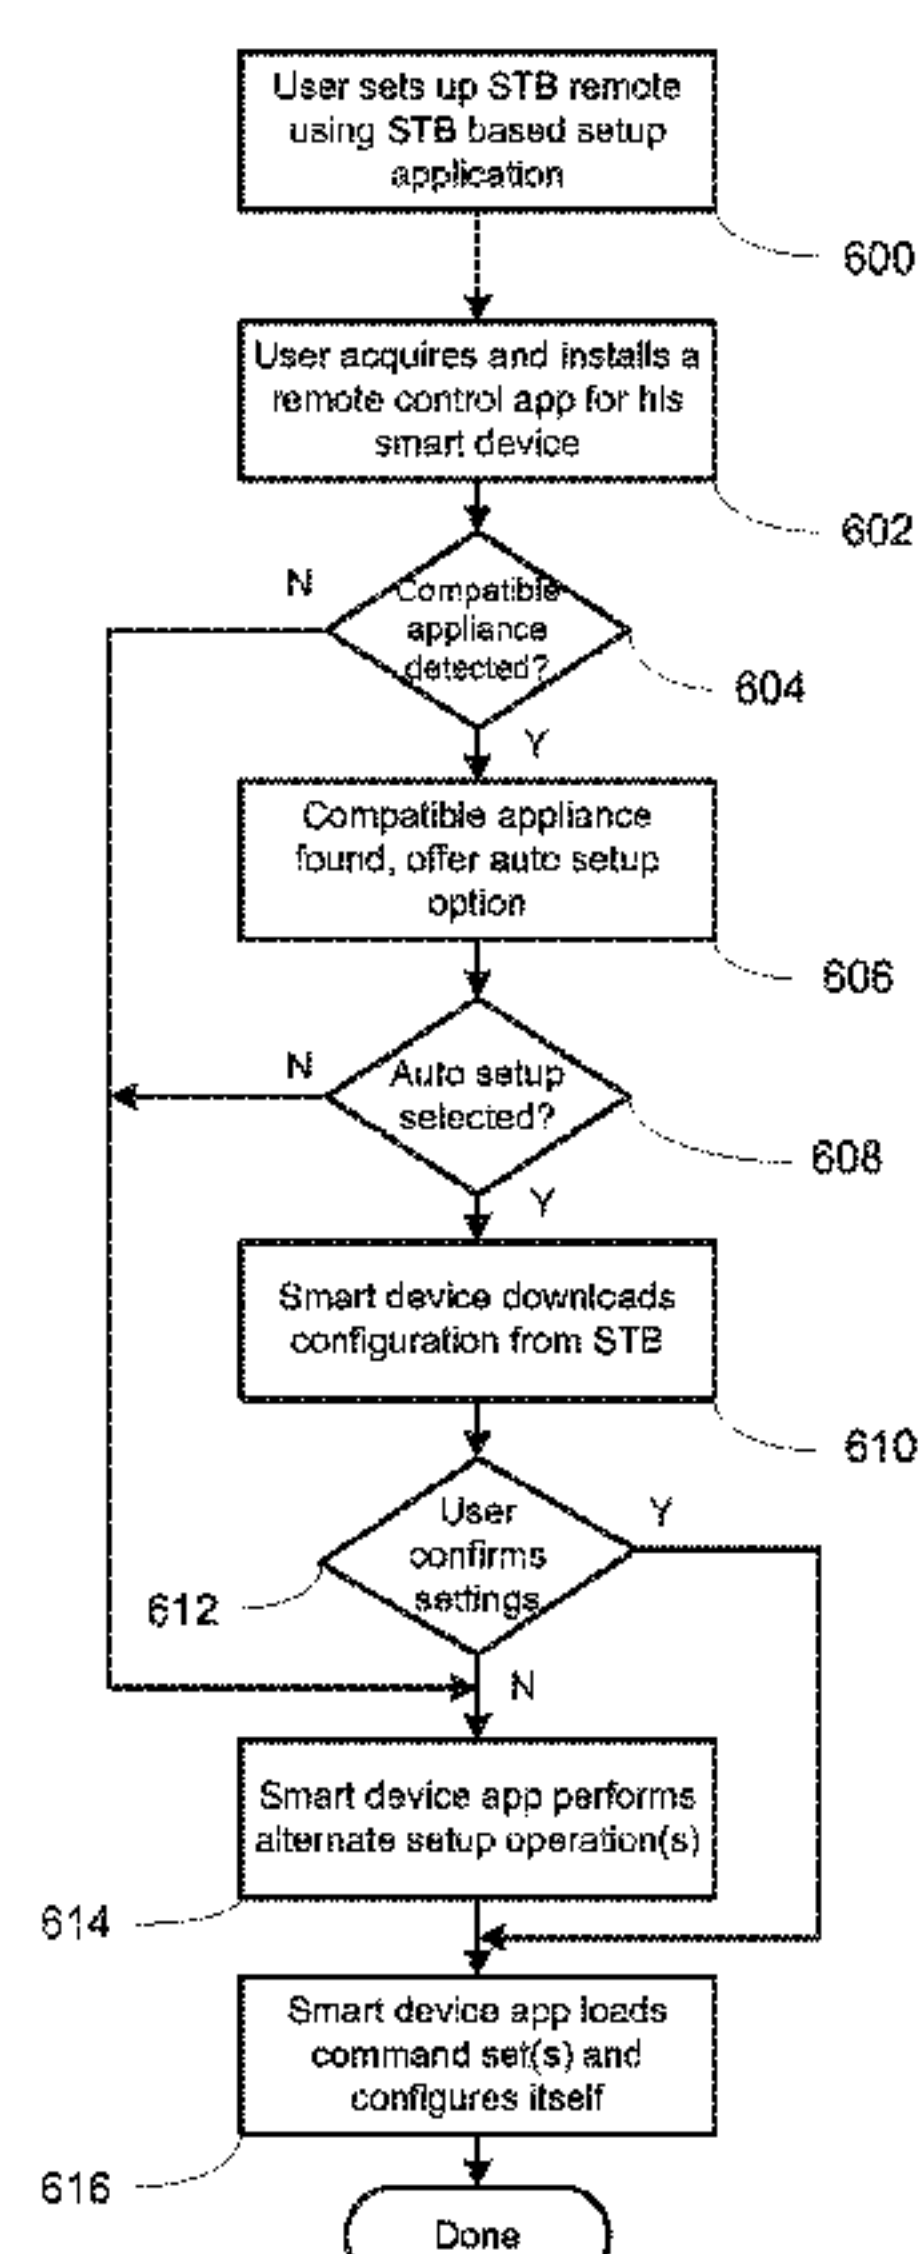 User sets up STB remote
using STB based setup
application
600
User acquires and installs a
remote control app for his
smart device
602
N
Compatible
appliance
detected?
604
Y
Compatible appliance
found, offer auto setup
option
606
N
Auto setup
selected?
608
Y
Smart device downloads
configuration from STB
610
User
confirms
settings
Y
612
N
Smart device app performs
alternate setup operation(s)
614
Smart device app loads
command set(s) and
configures itself
616
Done